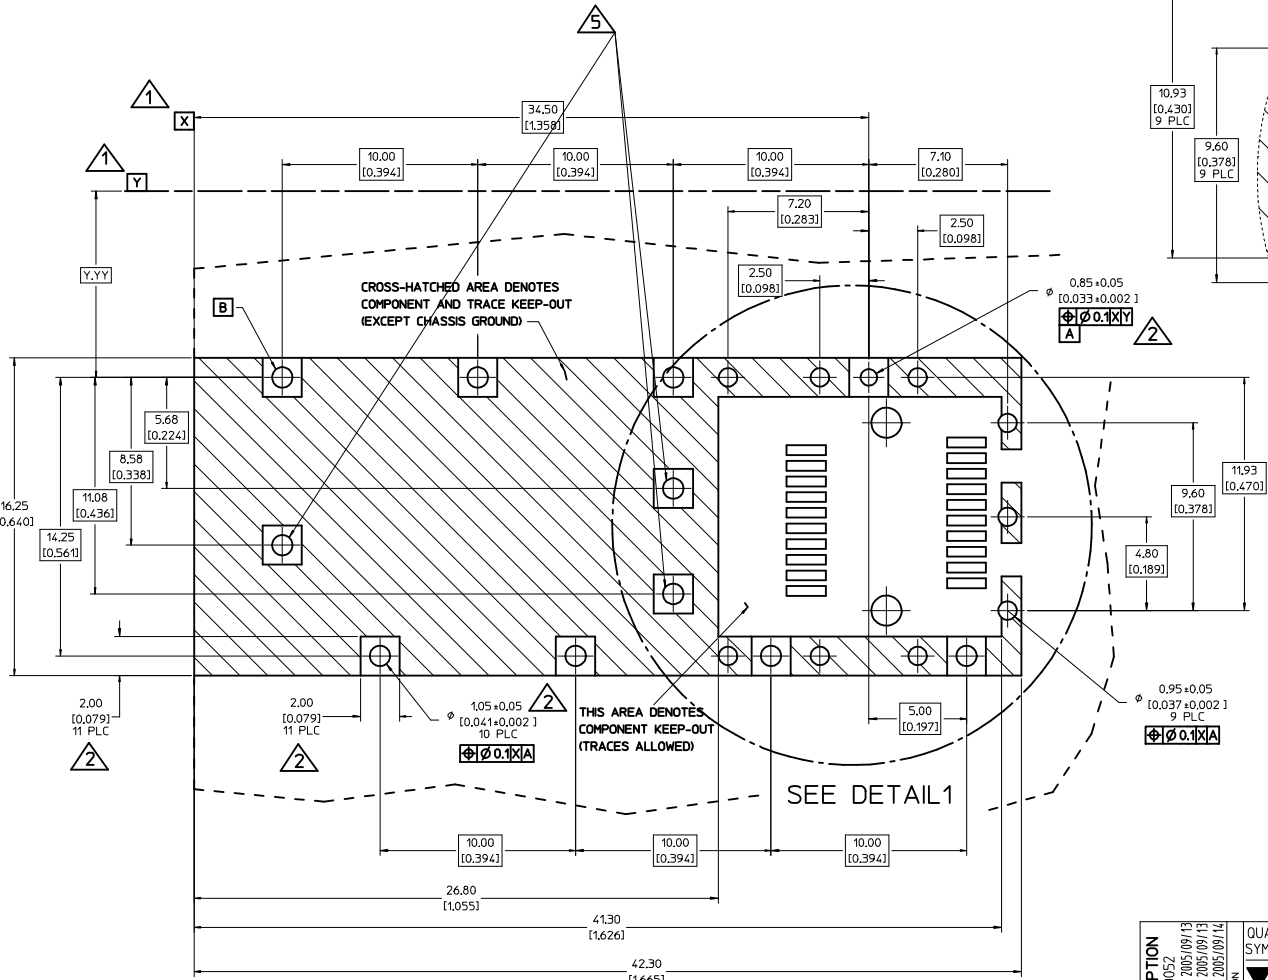 5
1
X
34.50
[1.358]
10.93
[0.430]
9 PLC
1
Y
10.00
[0.394]
10.00
[0.394]
10.00
[0.394]
7.10
[0.280]
9.60
[0.378]
9 PLC
7.20
[0.283]
2.50
[0.098]
Y.YY
2.50
[0.098]
B
CROSS-HATCHED AREA DENOTES
COMPONENT AND TRACE KEEP-OUT
(EXCEPT CHASSIS GROUND)
ø 0.85±0.05
[0.033±0.002 ]
⌖ Ø 0.1 X Y
A
2
5.68
[0.224]
8.58
[0.338]
11.08
[0.436]
14.25
[0.561]
16.25
0.640]
11.93
[0.470]
9.60
[0.378]
4.80
[0.189]
2.00
[0.079]
11 PLC
2
2.00
[0.079]
11 PLC
2
ø 1.05±0.05
[0.041±0.002 ]
10 PLC
⌖ Ø 0.1 X A
2
THIS AREA DENOTES
COMPONENT KEEP-OUT
(TRACES ALLOWED)
5.00
[0.197]
ø 0.95±0.05
[0.037±0.002 ]
9 PLC
⌖ Ø 0.1 X A
SEE DETAIL1
10.00
[0.394]
10.00
[0.394]
10.00
[0.394]
26.80
[1.055]
41.30
[1.626]
42.30
[1.665]
PTION
0052
2005/09/13
2005/09/13
2005/09/14
ON
QUA
SYM